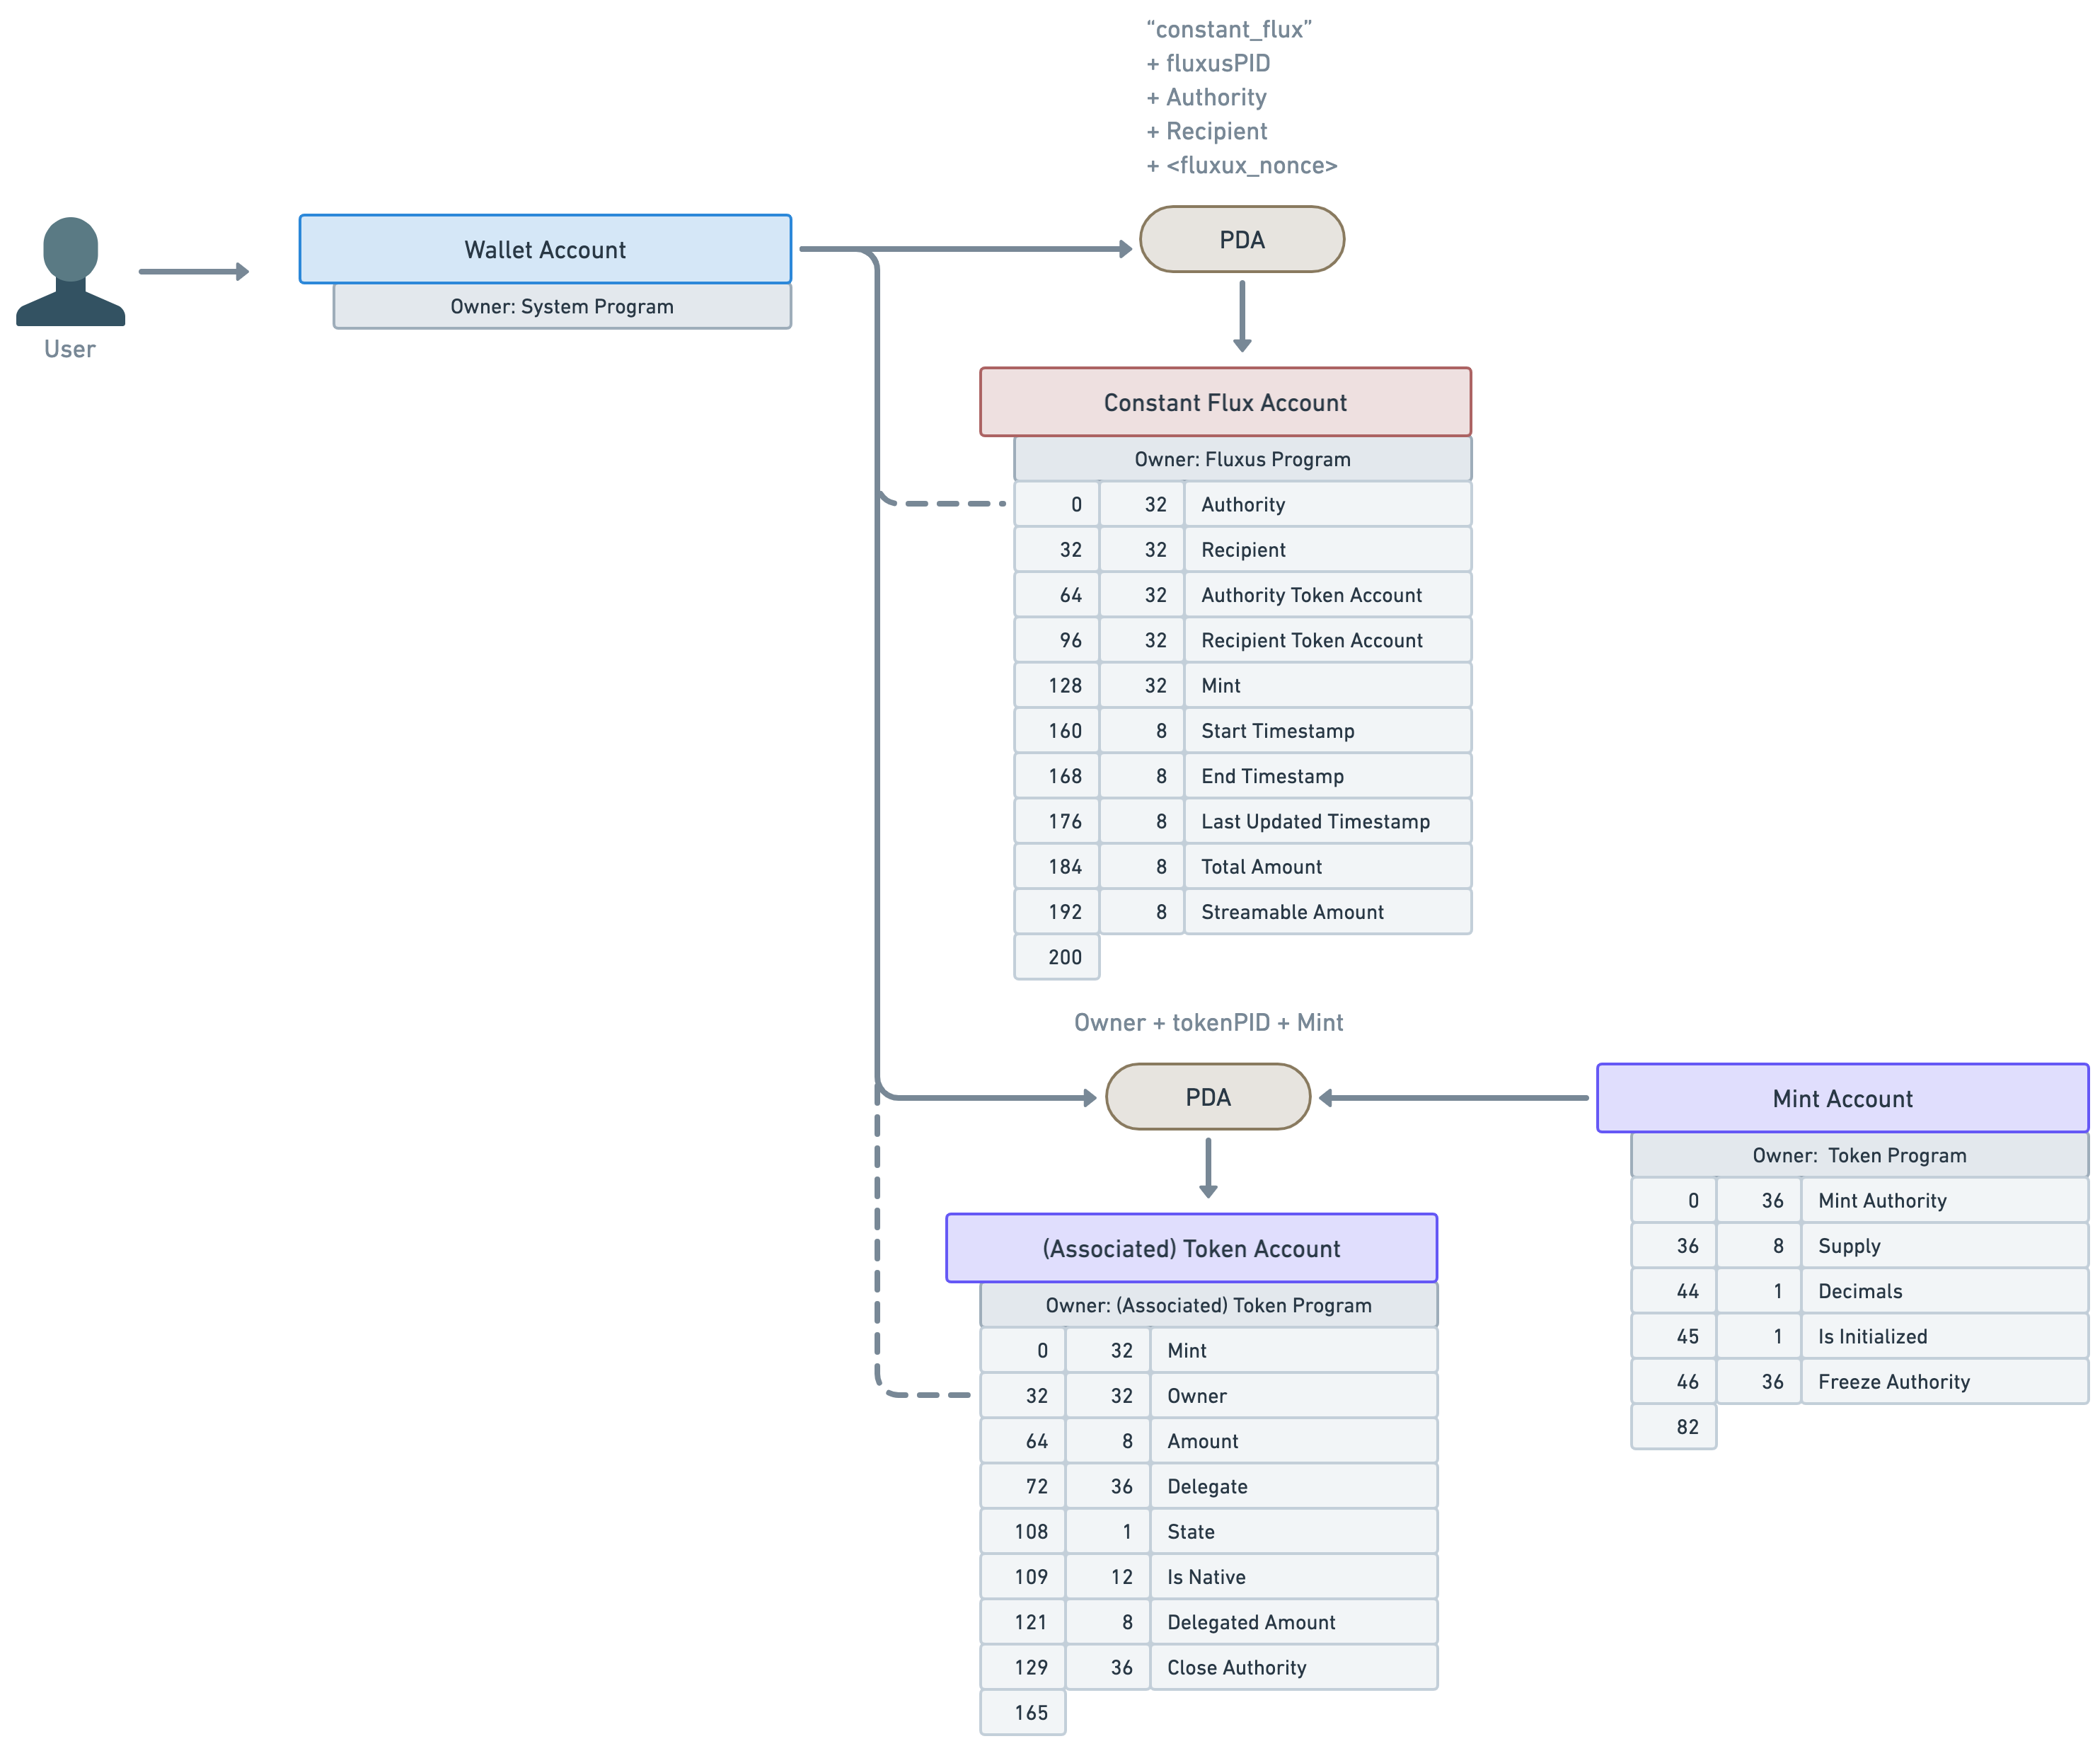 “constant_flux”
+ fluxusPID
+ Authority
+ Recipient
+ <fluxux_nonce>
User
Wallet Account
Owner: System Program
PDA
Constant Flux Account
Owner: Fluxus Program
0 32 Authority
32 32 Recipient
64 32 Authority Token Account
96 32 Recipient Token Account
128 32 Mint
160 8 Start Timestamp
168 8 End Timestamp
176 8 Last Updated Timestamp
184 8 Total Amount
192 8 Streamable Amount
200
Owner + tokenPID + Mint
PDA
(Associated) Token Account
Owner: (Associated) Token Program
0 32 Mint
32 32 Owner
64 8 Amount
72 36 Delegate
108 1 State
109 12 Is Native
121 8 Delegated Amount
129 36 Close Authority
165
Mint Account
Owner: Token Program
0 36 Mint Authority
36 8 Supply
44 1 Decimals
45 1 Is Initialized
46 36 Freeze Authority
82